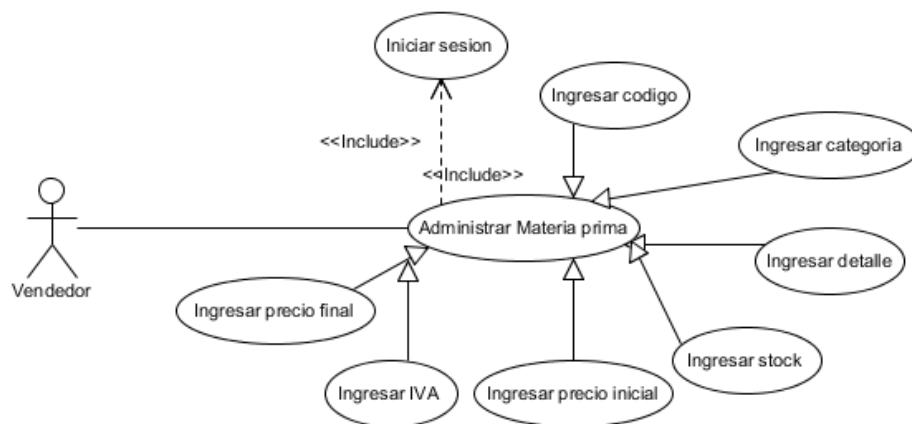 Iniciar sesion
Ingresar codigo
<<Include>>
Ingresar categoria
<<Include>>
Administrar Materia prima
Ingresar detalle
Vendedor
Ingresar precio final
Ingresar stock
Ingresar IVA
Ingresar precio inicial